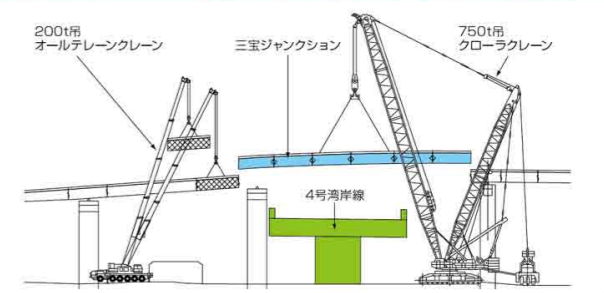 200t吊
オールテレーンクレーン
三宝ジャンクション
750t吊
クローラクレーン
4号湾岸線